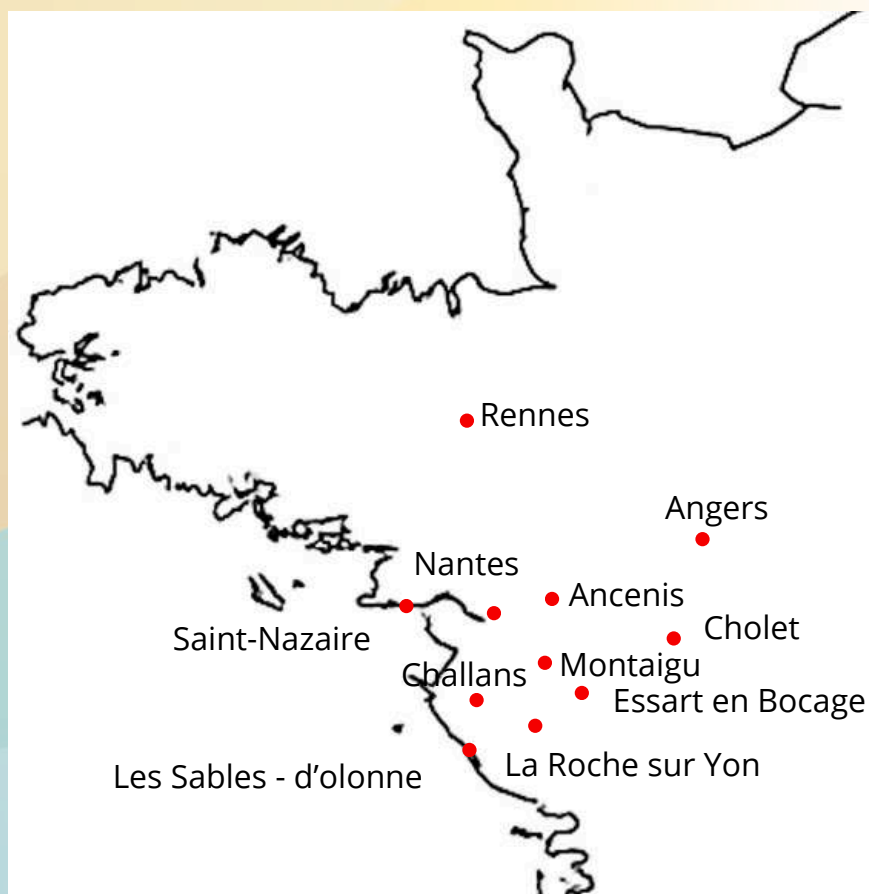 Rennes
Angers
Nantes
Ancenis
Saint-Nazaire
Cholet
Challans
Montaigu
Essart en Bocage
La Roche sur Yon
Les Sables - d'olonne